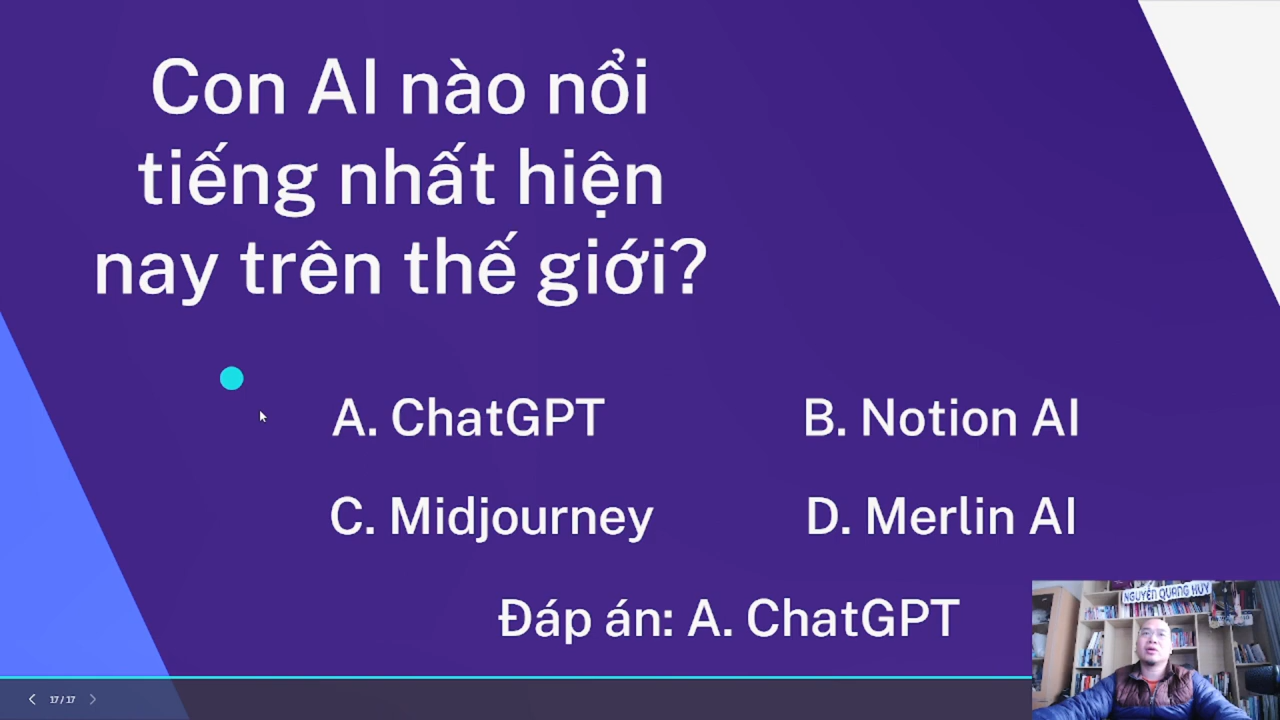 Con AI nào nổi
tiếng nhất hiện
nay trên thế giới?
A. ChatGPT
B. Notion AI
C. Midjourney
D. Merlin AI
Đáp án: A. ChatGPT
NGUYỄN QUANG HUY
17 / 17